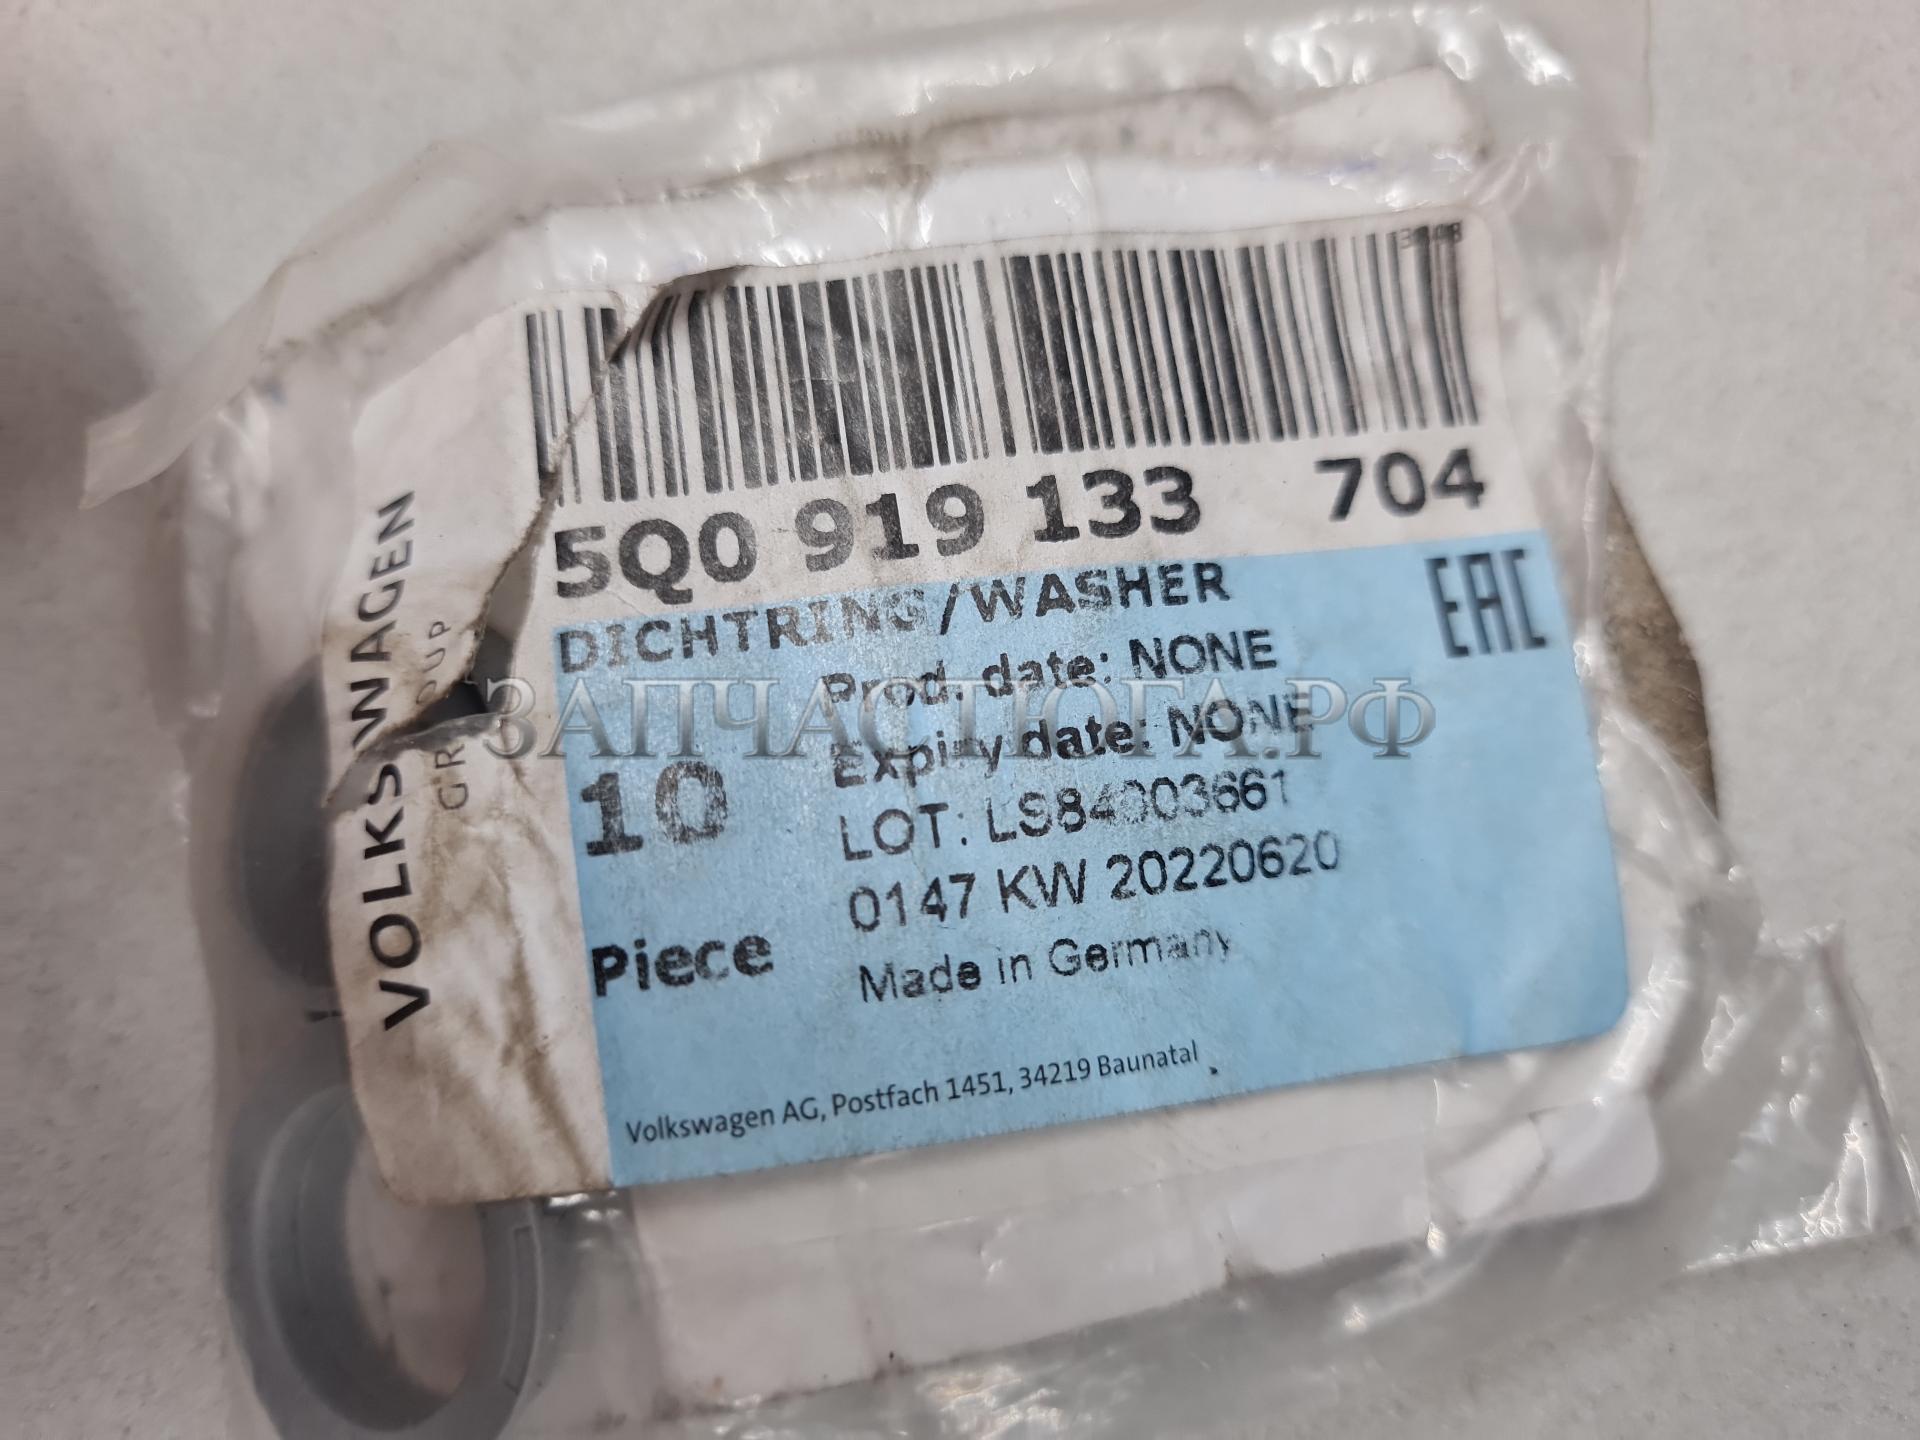 5Q0 919 133 704
DICHTRING/WASHER
EAC
Prod. date: NONE
Expiry date: NONE
10
LOT: LS84003661
0147 KW 20220620
Piece
Made in Germany
Volkswagen AG, Postfach 1451, 34219 Baunatal
VOLKSWAGEN
ЗАПЧАСТЮГА.РФ